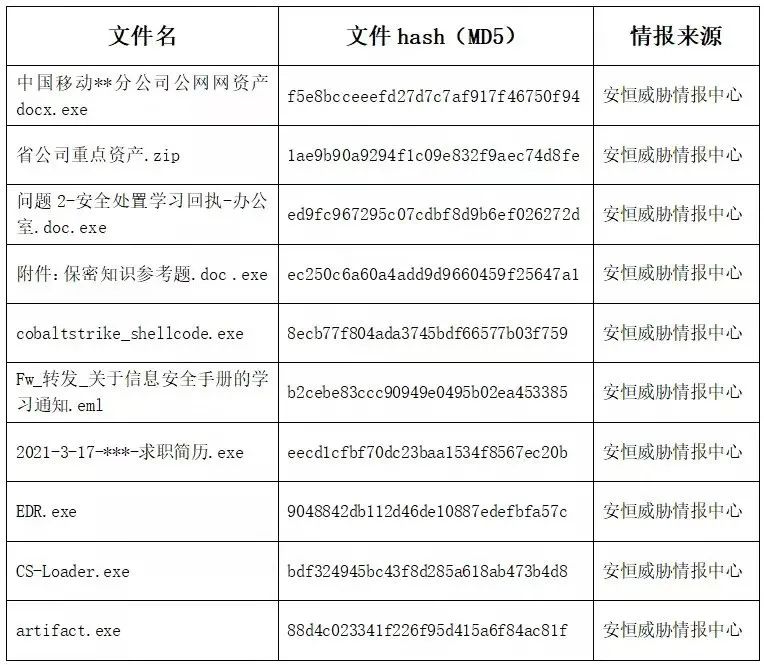 文件名 文件 hash（MD5） 情报来源
中国移动**分公司公网网资产
docx.exe
f5e8bcceeefd27d7c7af917f46750f94 安恒威胁情报中心
省公司重点资产.zip 1ae9b90a9294f1c09e832f9aec74d8fe 安恒威胁情报中心
问题 2-安全处置学习回执-办公
室.doc.exe
ed9fc967295c07cdbf8d9b6ef026272d 安恒威胁情报中心
附件：保密知识参考题.doc .exe ec250c6a60a4add9d9660459f25647a1 安恒威胁情报中心
cobaltstrike_shellcode.exe 8ecb77f804ada3745bdf66577b03f759 安恒威胁情报中心
Fw_转发_关于信息安全手册的学
习通知.eml
b2cebe83ccc90949e0495b02ea453385 安恒威胁情报中心
2021-3-17-***-求职简历.exe eecd1cfbf70dc23baa1534f8567ec20b 安恒威胁情报中心
EDR.exe 9048842db112d46de10887edefbfa57c 安恒威胁情报中心
CS-Loader.exe bdf324945bc43f8d285a618ab473b4d8 安恒威胁情报中心
artifact.exe 88d4c023341f226f95d415a6f84ac81f 安恒威胁情报中心